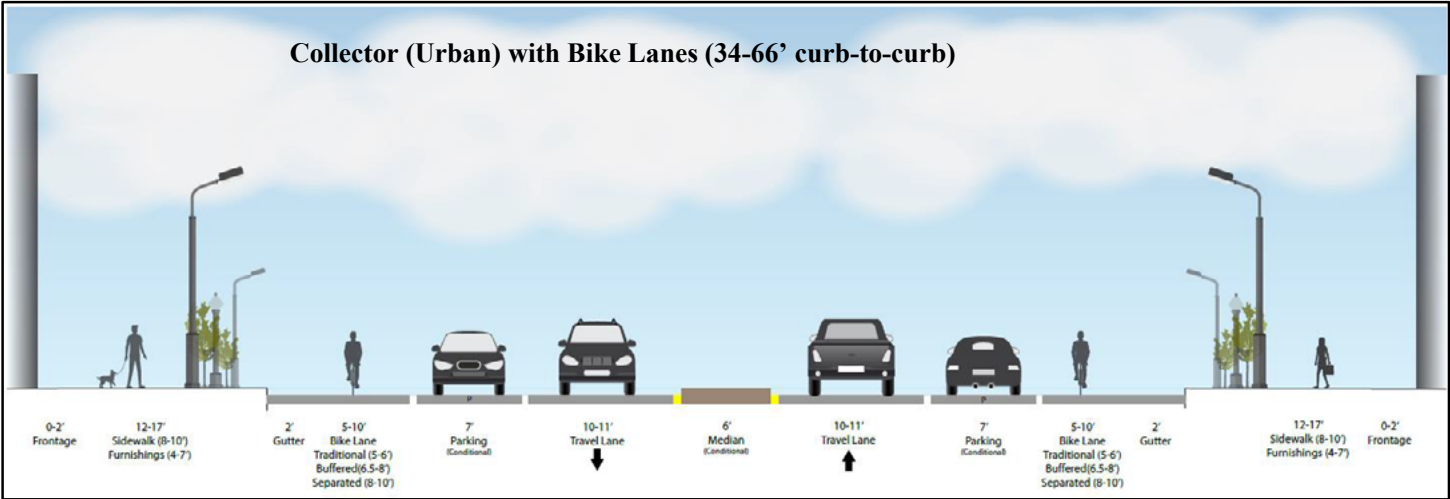 Collector (Urban) with Bike Lanes (34-66’ curb-to-curb)
P
P
0-2'
Frontage
12-17'
Sidewalk (8-10')
Furnishings (4-7')
2'
Gutter
5-10'
Bike Lane
Traditional (5-6')
Buffered(6.5-8')
Separated (8-10')
7'
Parking
(Conditional)
10-11'
Travel Lane
6'
Median
(Conditional)
10-11'
Travel Lane
7'
Parking
(Conditional)
5-10'
Bike Lane
Traditional (5-6')
Buffered(6.5-8')
Separated (8-10')
2'
Gutter
12-17'
Sidewalk (8-10')
Furnishings (4-7')
0-2'
Frontage